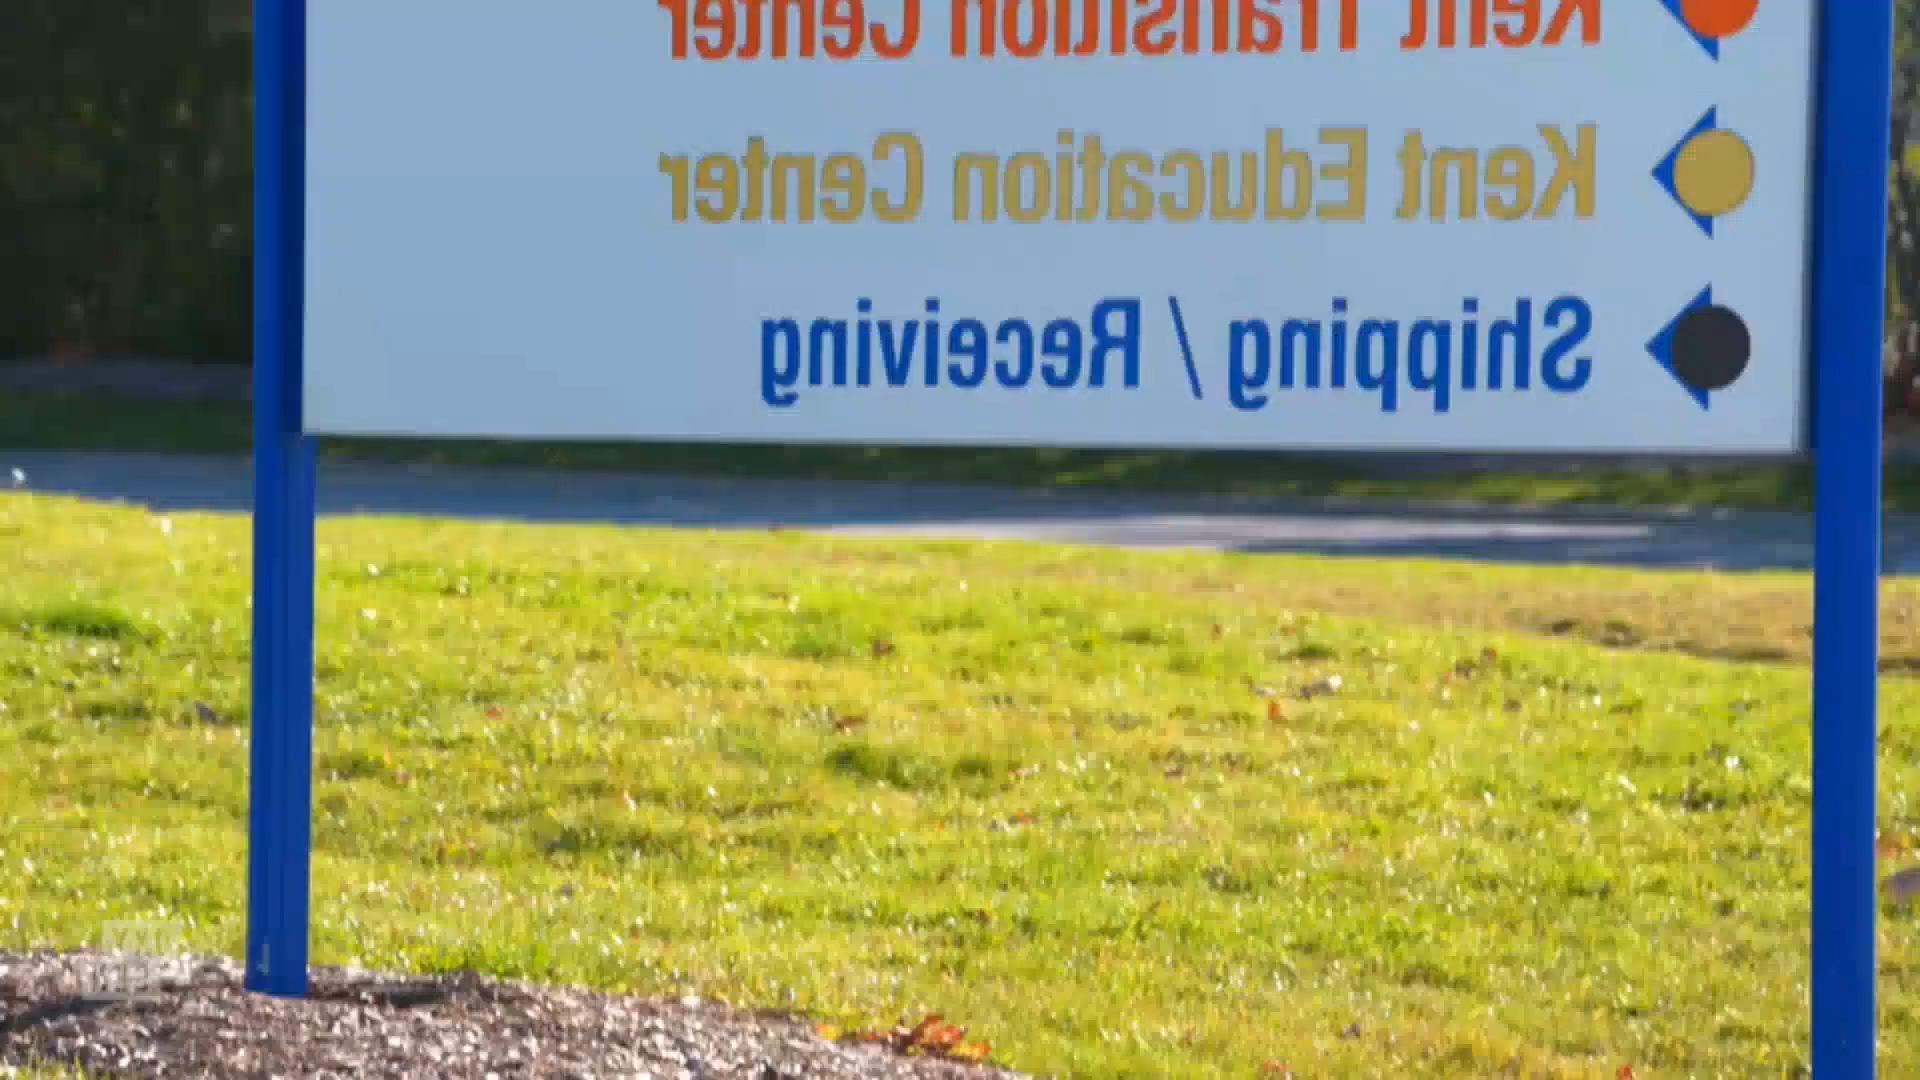 Kent Transition Center
Kent Education Center
Shipping / Receiving